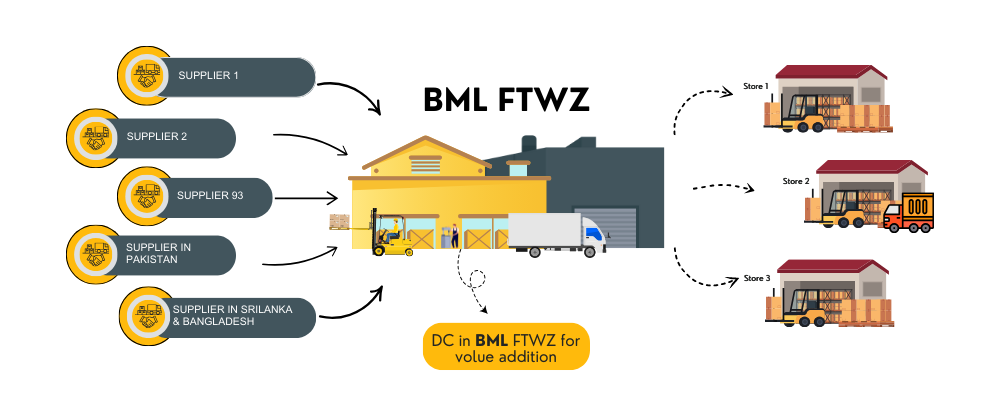 SUPPLIER 1
SUPPLIER 2
SUPPLIER 93
SUPPLIER IN
PAKISTAN
SUPPLIER IN SRILANKA
& BANGLADESH
BML FTWZ
DC in BML FTWZ for
volue addition
Store 1
Store 2
Store 3